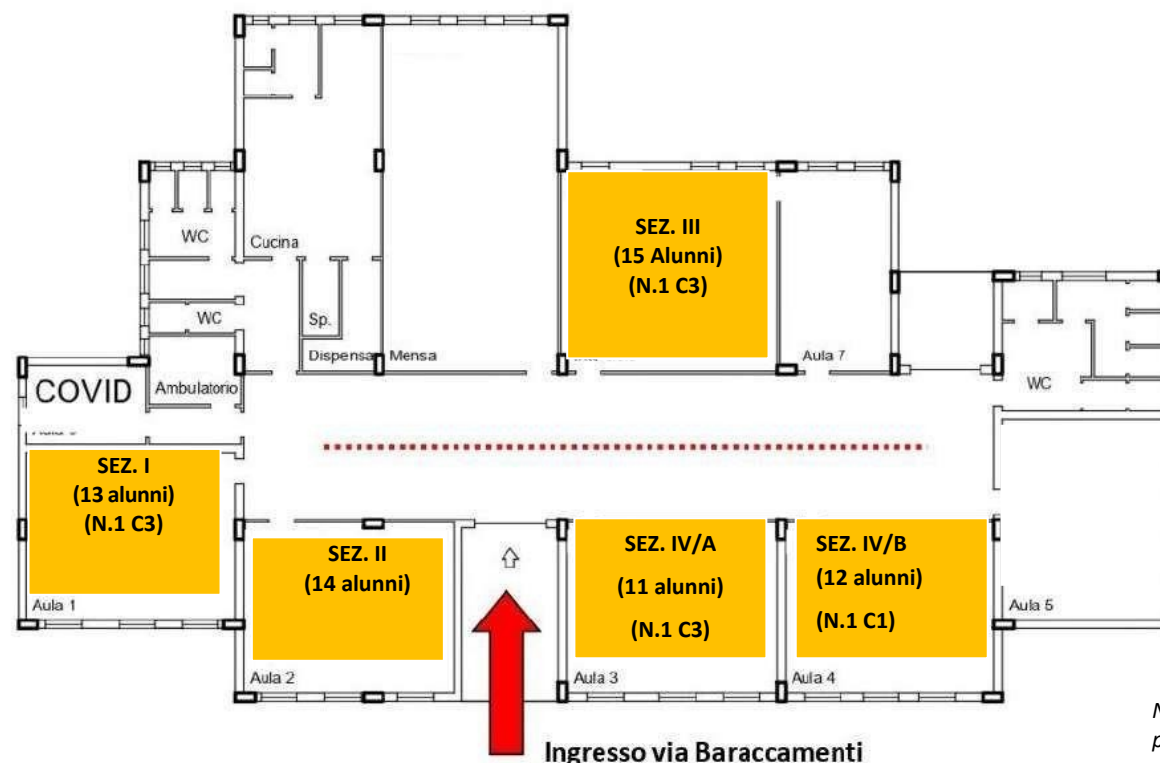 WC
Cucina
WC
Sp.
Dispensa
Mensa
Ambulatorio
COVID
SEZ. III
(15 Alunni)
(N.1 C3)
Aula 7
WC
SEZ. I
(13 alunni)
(N.1 C3)
Aula 1
SEZ. II
(14 alunni)
Aula 2
SEZ. IV/A
(11 alunni)
(N.1 C3)
Aula 3
SEZ. IV/B
(12 alunni)
(N.1 C1)
Aula 4
Aula 5
Ingresso via Baraccamenti